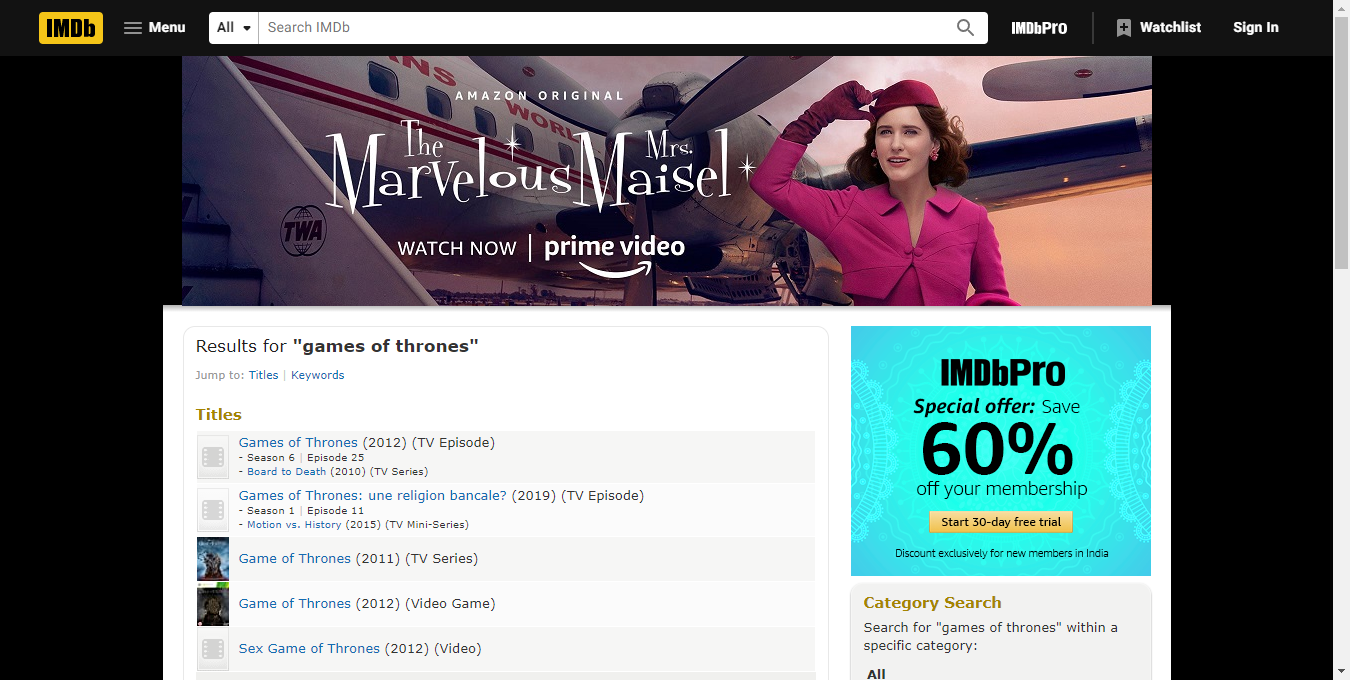 IMDb
Menu
All
Search IMDb
IMDbPro
Watchlist
Sign In
AMAZON ORIGINAL
The Marvelous Mrs. Maisel
TWA
WATCH NOW | prime video
Results for "games of thrones"
Jump to: Titles | Keywords
Titles
Games of Thrones (2012) (TV Episode)
- Season 6 | Episode 25
- Board to Death (2010) (TV Series)
Games of Thrones: une religion bancale? (2019) (TV Episode)
- Season 1 | Episode 11
- Motion vs. History (2015) (TV Mini-Series)
Game of Thrones (2011) (TV Series)
Game of Thrones (2012) (Video Game)
Sex Game of Thrones (2012) (Video)
IMDbPro
Special offer: Save
60%
off your membership
Start 30-day free trial
Discount exclusively for new members in India
Category Search
Search for "games of thrones" within a
specific category:
All